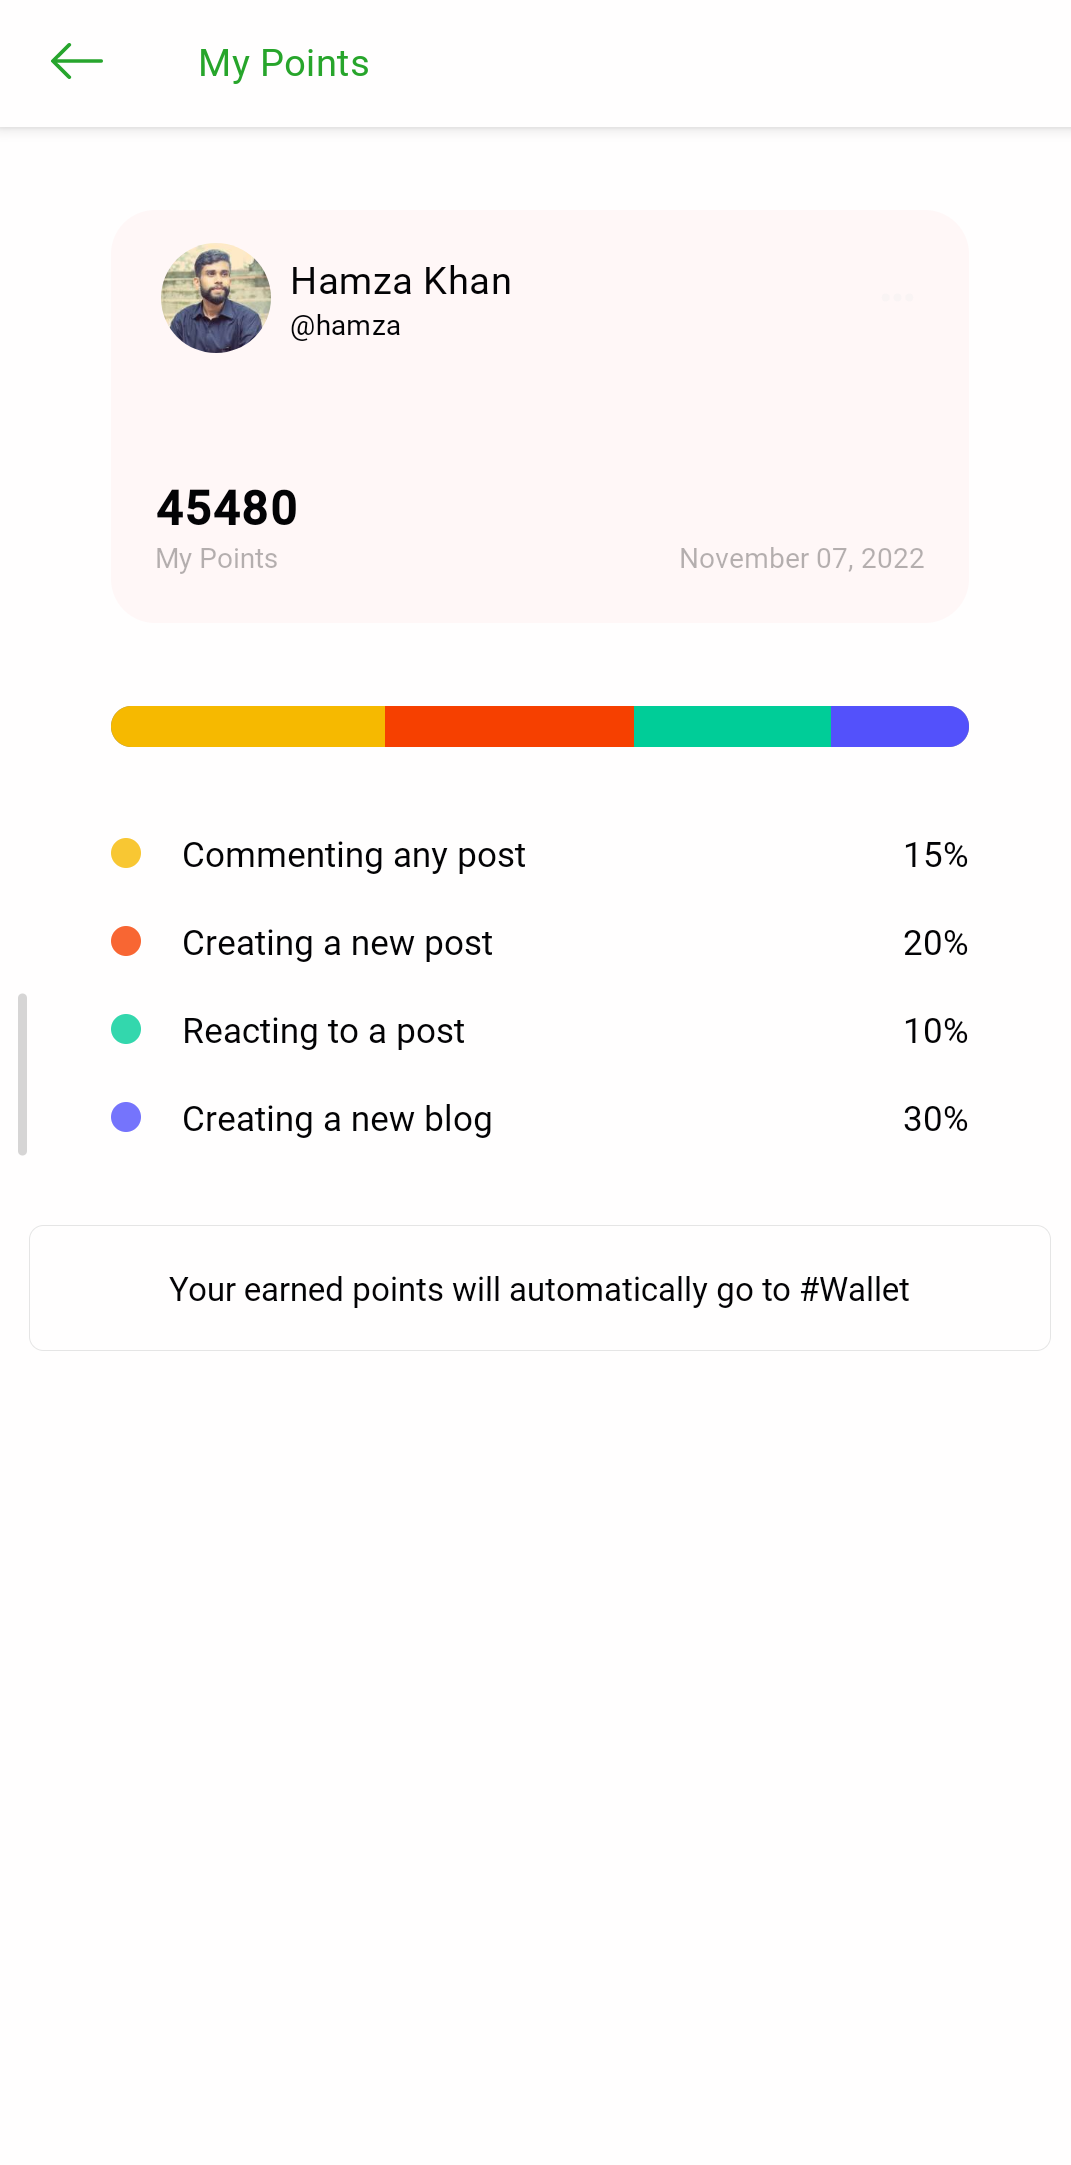 My Points
Hamza Khan
@hamza
45480
My Points
November 07, 2022
Commenting any post
15%
Creating a new post
20%
Reacting to a post
10%
Creating a new blog
30%
Your earned points will automatically go to #Wallet